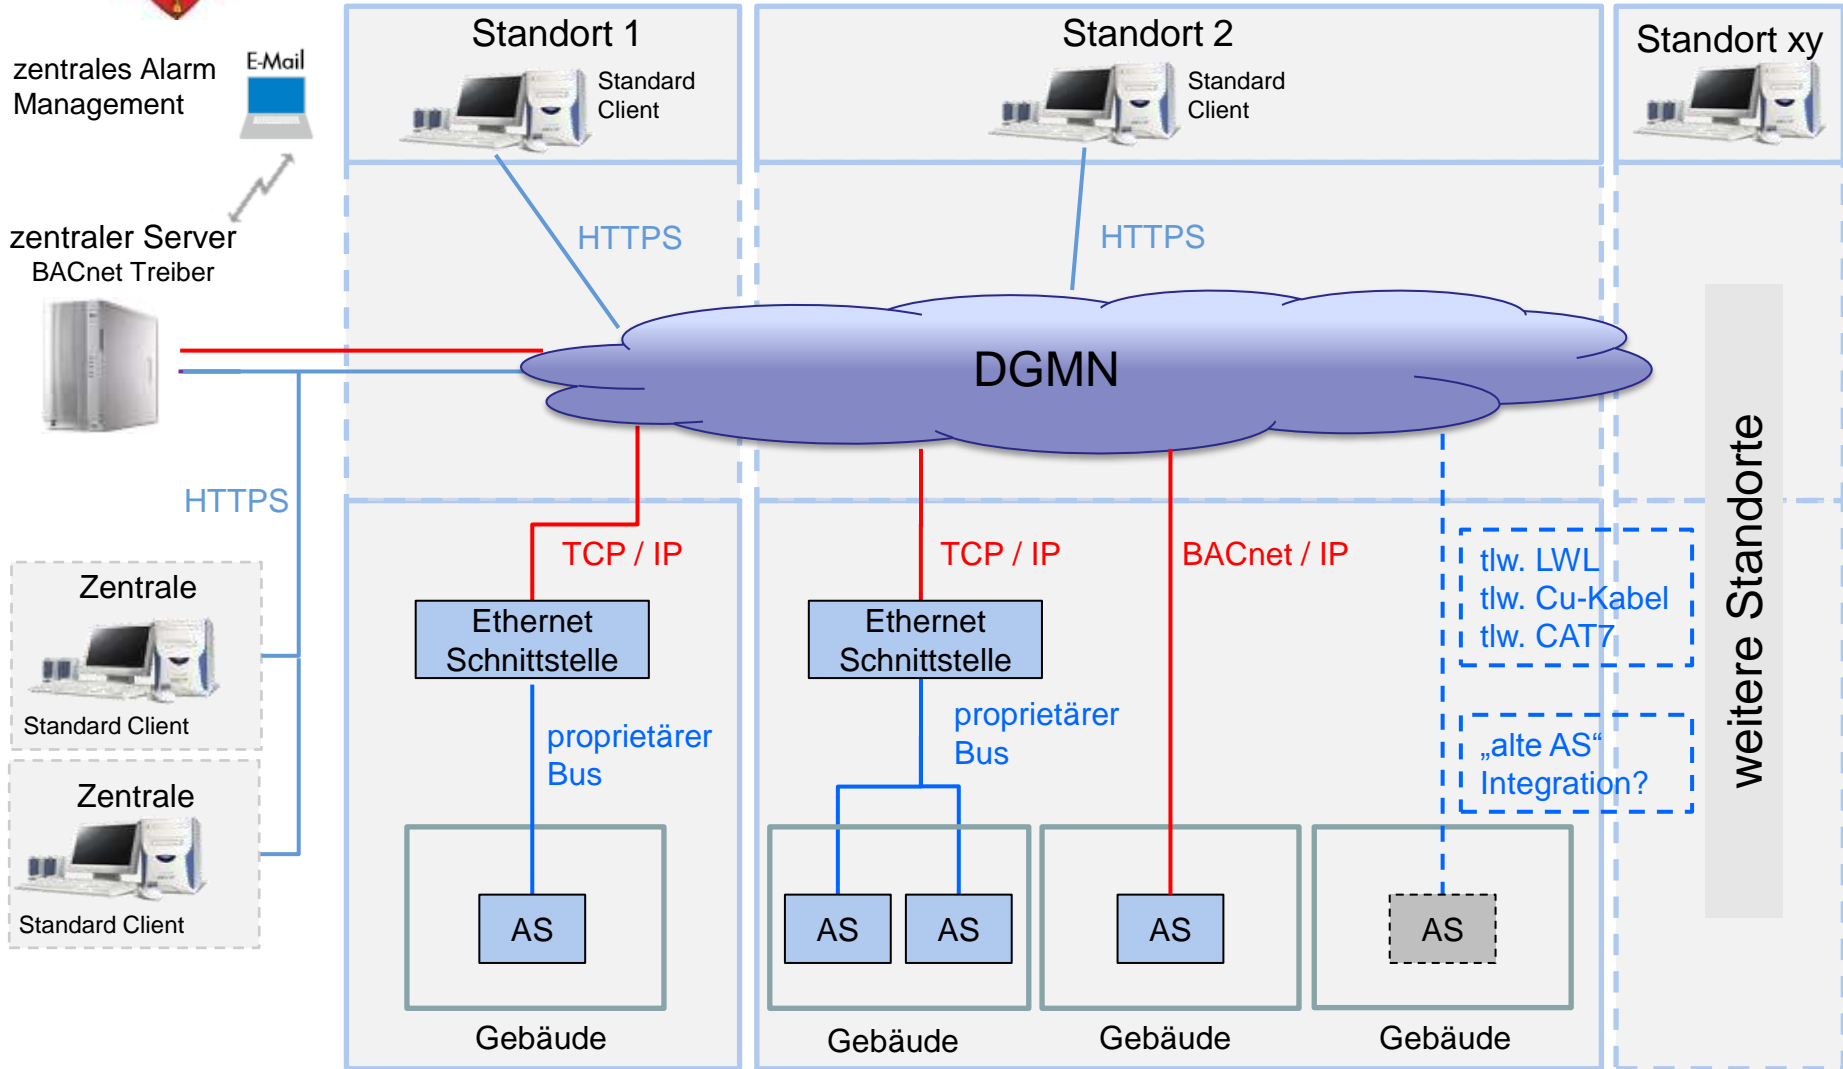 zentrales Alarm
Management
E-Mail
zentraler Server
BACnet Treiber
HTTPS
Zentrale
Standard Client
Zentrale
Standard Client
Standort 1
Standard
Client
HTTPS
Standort 2
Standard
Client
HTTPS
Standort xy
DGMN
TCP / IP
Ethernet
Schnittstelle
proprietärer
Bus
AS
Gebäude
TCP / IP
Ethernet
Schnittstelle
proprietärer
Bus
AS
AS
Gebäude
BACnet / IP
AS
Gebäude
tlw. LWL
tlw. Cu-Kabel
tlw. CAT7
„alte AS“
Integration?
AS
Gebäude
weitere Standorte